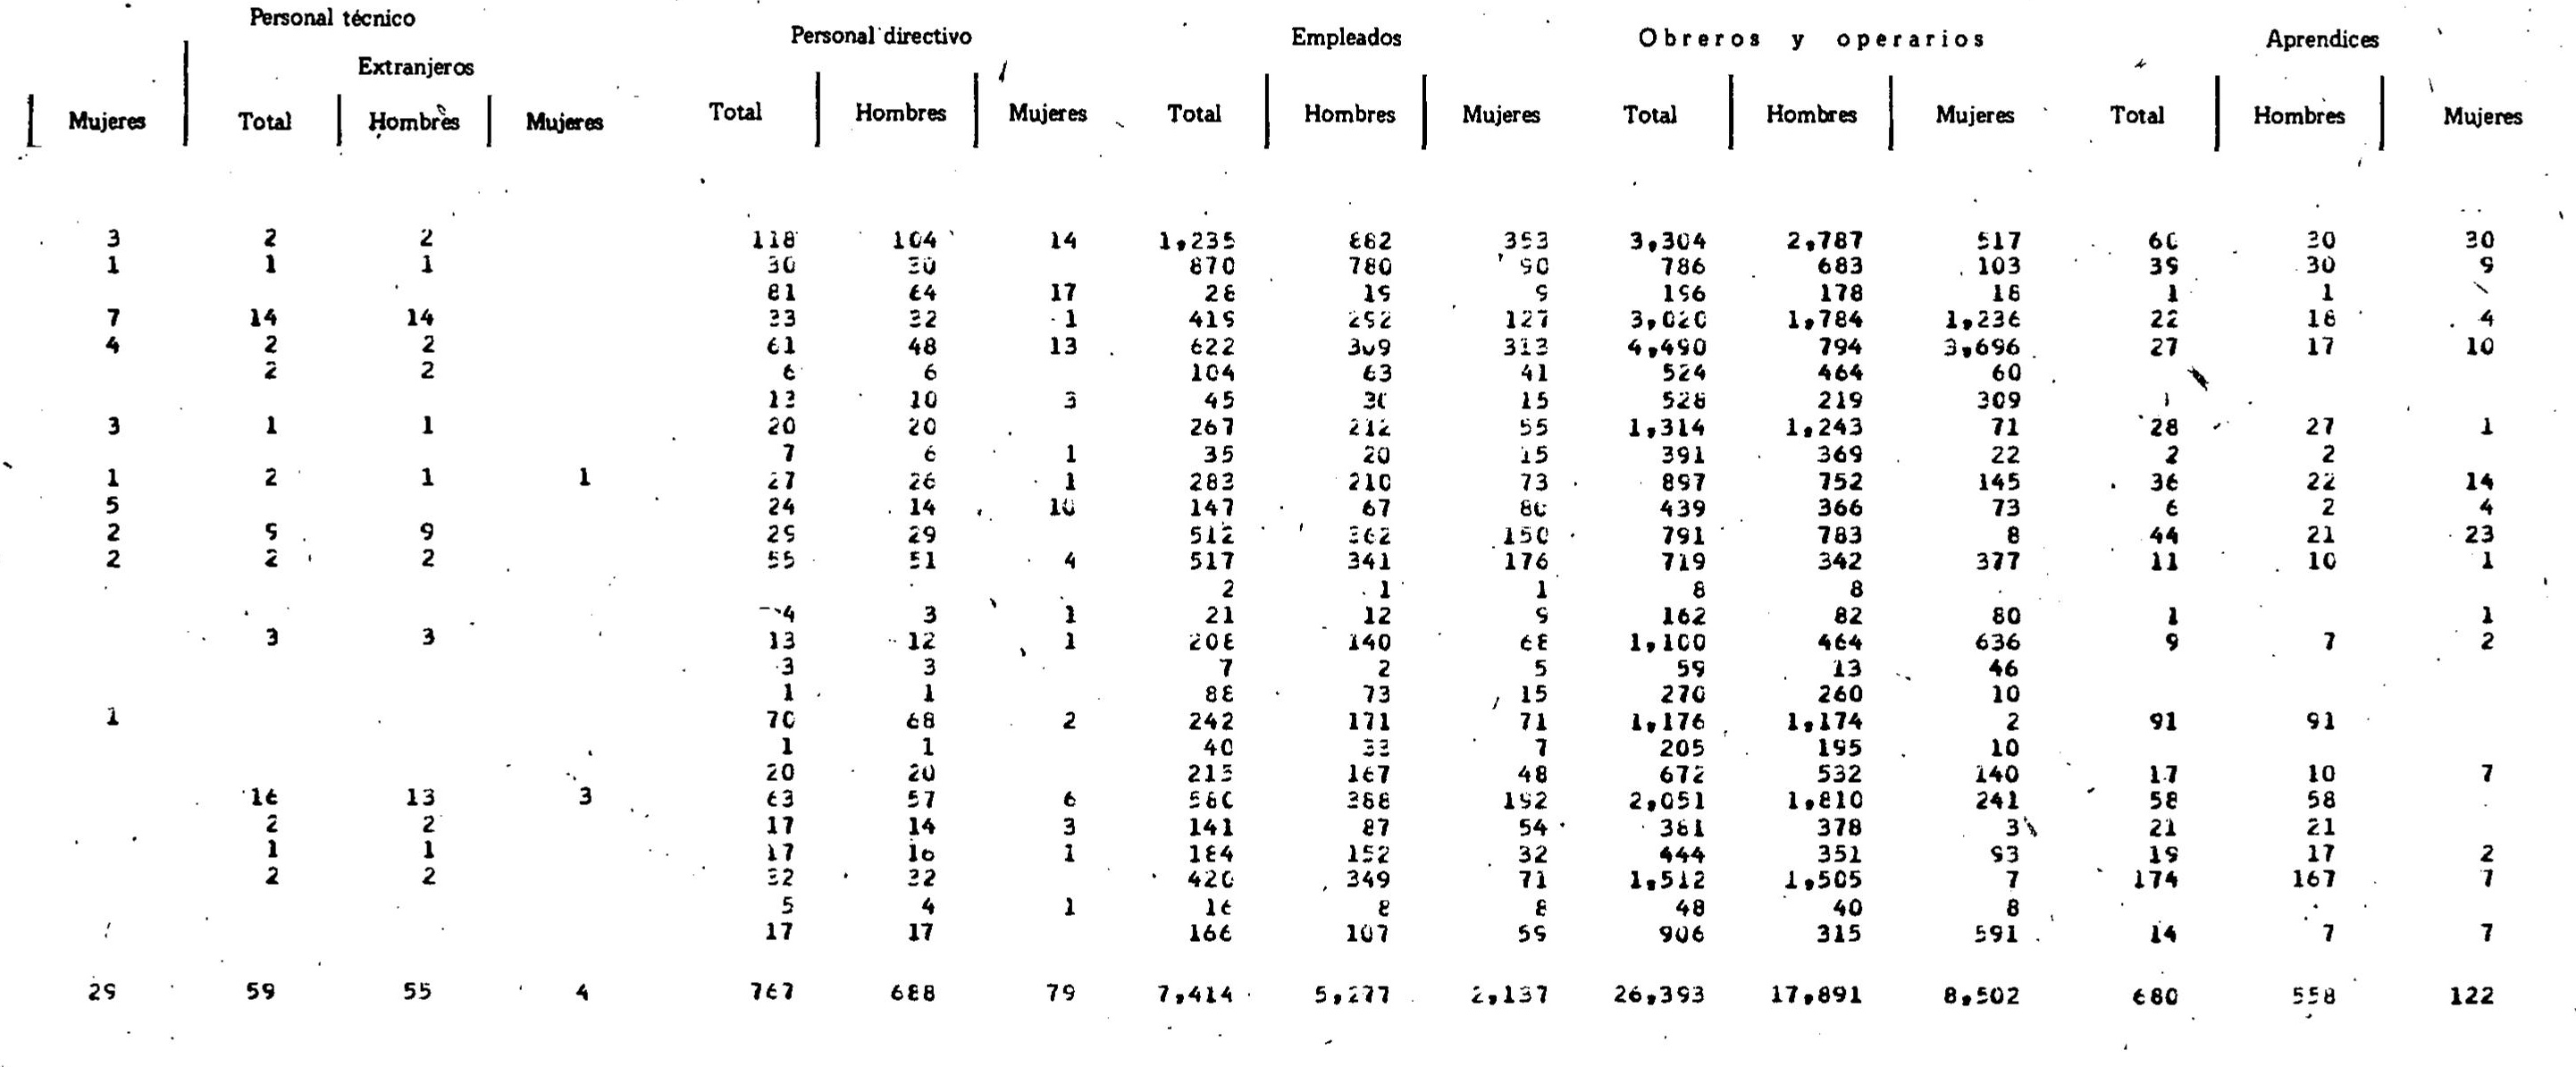 Personal técnico
Personal directivo Empleados Obreros y operarios Aprendices
Extranjeros
Mujeres Total Hombres Mujeres Total Hombres Mujeres Total Hombres Mujeres Total Hombres Mujeres Total Hombres Mujeres
3 2 2 118 104 14 1,235 882 353 3,304 2,787 517 60 30 30
1 1 1 30 30 870 780 90 786 683 103 39 30 9
81 64 17 28 19 9 196 178 18 1 1
7 14 14 33 32 1 419 292 127 3,020 1,784 1,236 22 18 4
4 2 2 61 48 13 622 309 313 4,490 794 3,696 27 17 10
2 2 6 6 104 63 41 524 464 60
13 10 3 45 30 15 528 219 309
3 1 1 20 20 267 212 55 1,314 1,243 71 28 27 1
7 6 1 35 20 15 391 369 22 2 2
1 2 1 1 27 26 1 283 210 73 897 752 145 36 22 14
5 24 14 10 147 67 80 439 366 73 6 2 4
2 9 9 29 29 512 362 150 791 783 8 44 21 23
2 2 2 55 51 4 517 341 176 719 342 377 11 10 1
2 1 1 8 8
4 3 1 21 12 9 162 82 80 1 1
3 3 13 12 1 208 140 68 1,100 464 636 9 7 2
3 3 7 2 5 59 13 46
1 1 88 73 15 270 260 10
1 70 68 2 242 171 71 1,176 1,174 2 91 91
1 1 40 33 7 205 195 10
20 20 215 167 48 672 532 140 17 10 7
16 13 3 63 57 6 580 388 192 2,051 1,810 241 58 58
2 2 17 14 3 141 87 54 381 378 3 21 21
1 1 17 16 1 184 152 32 444 351 93 19 17 2
2 2 32 32 420 349 71 1,512 1,505 7 174 167 7
5 4 1 16 8 8 48 40 8
17 17 166 107 59 906 315 591 14 7 7
29 59 55 4 767 688 79 7,414 5,277 2,137 26,393 17,891 8,502 680 558 122